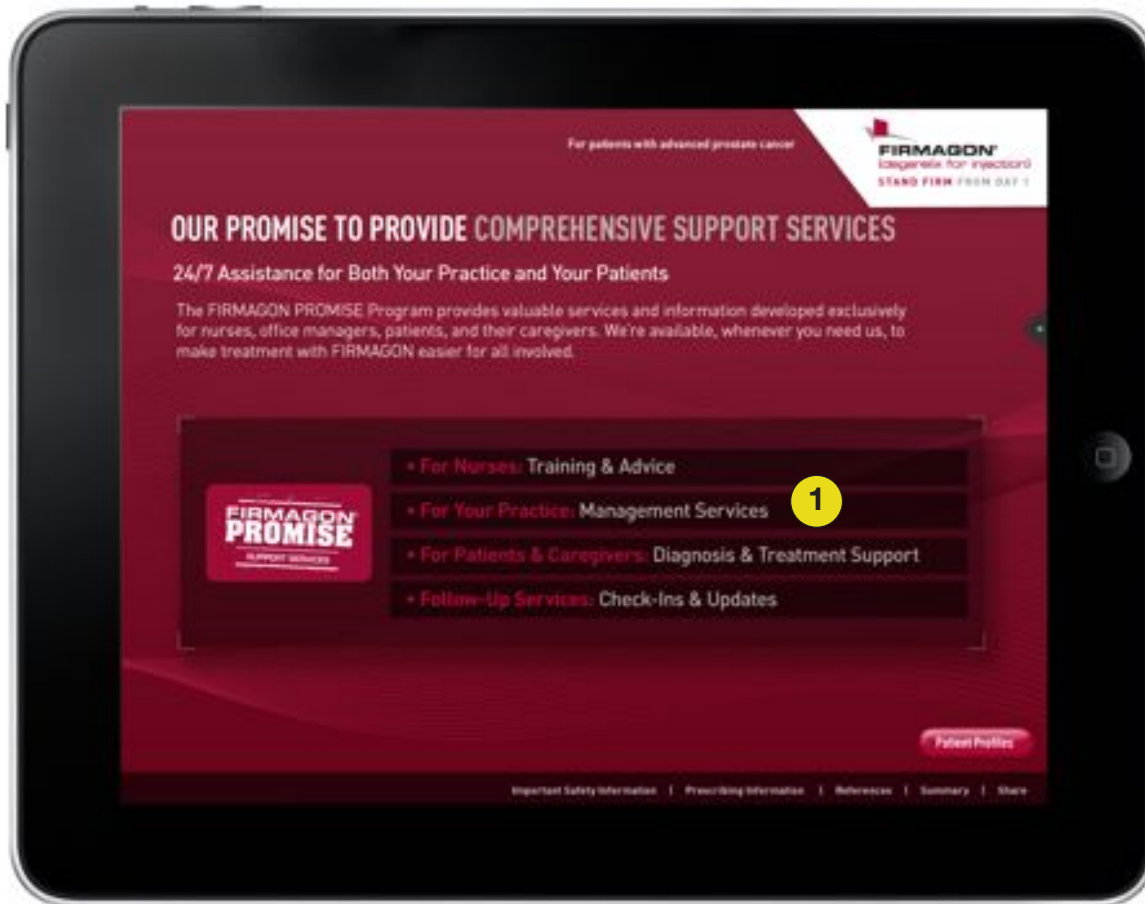 For patients with advanced prostate cancer
FIRMAGON®
(degarelix for injection)
STAND FIRM FROM DAY 1
OUR PROMISE TO PROVIDE COMPREHENSIVE SUPPORT SERVICES
24/7 Assistance for Both Your Practice and Your Patients
The FIRMAGON PROMISE Program provides valuable services and information developed exclusively
for nurses, office managers, patients, and their caregivers. We're available, whenever you need us, to
make treatment with FIRMAGON easier for all involved.
• For Nurses: Training & Advice
• For Your Practice: Management Services
1
• For Patients & Caregivers: Diagnosis & Treatment Support
• Follow-Up Services: Check-Ins & Updates
FIRMAGON®
PROMISE
SUPPORT SERVICES
Patient Profiles
Important Safety Information | Prescribing Information | References | Summary | Share